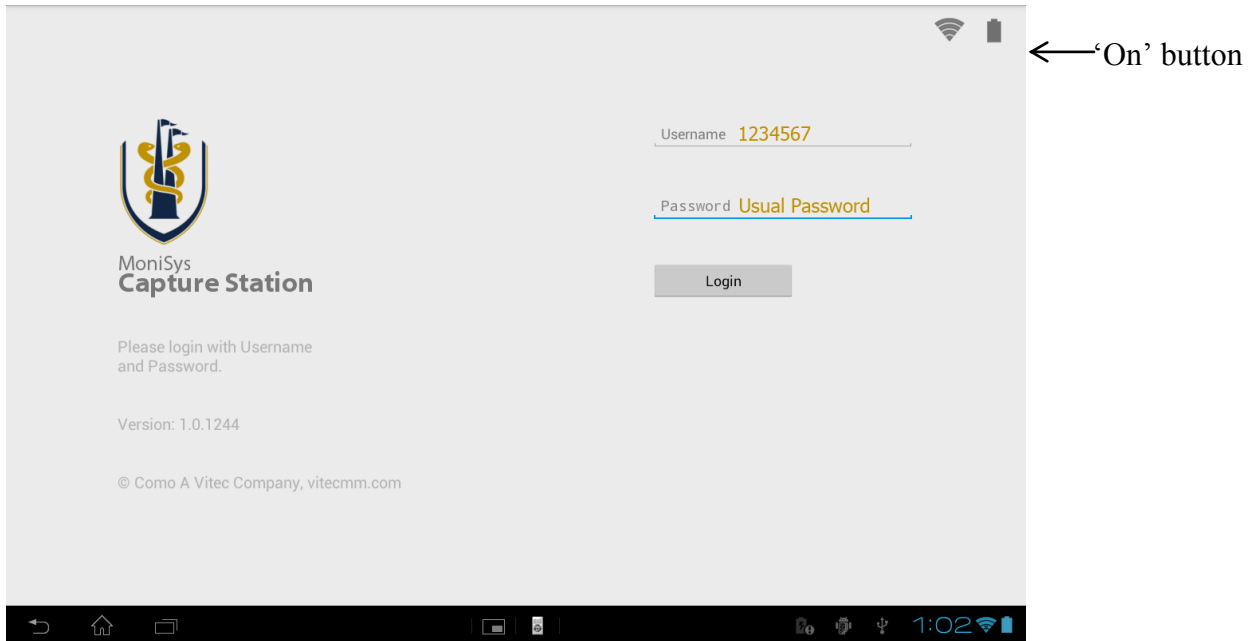 ‘On’ button
Username 1234567
Password Usual Password
MoniSys
Capture Station
Login
Please login with Username
and Password.
Version: 1.0.1244
© Como A Vitec Company, vitecmm.com
1:02